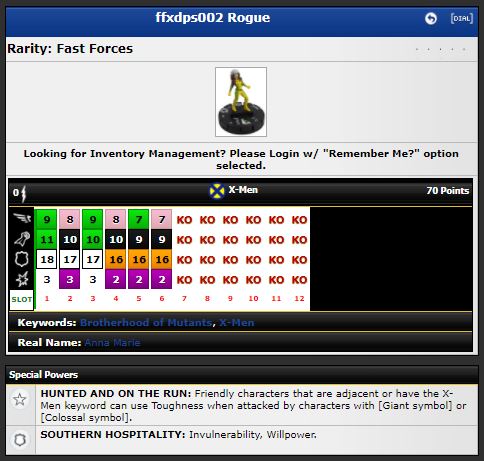 ffxdps002 Rogue
[DIAL]
Rarity: Fast Forces
Looking for Inventory Management? Please Login w/ "Remember Me?" option
selected.
0 X-Men 70 Points
9 8 9 8 7 7 KO KO KO KO KO KO
11 10 10 10 9 9 KO KO KO KO KO KO
18 17 17 16 16 16 KO KO KO KO KO KO
3 3 3 2 2 2 KO KO KO KO KO KO
SLOT 1 2 3 4 5 6 7 8 9 10 11 12
Keywords: Brotherhood of Mutants, X-Men
Real Name: Anna Marie
Special Powers
HUNTED AND ON THE RUN: Friendly characters that are adjacent or have the X-
Men keyword can use Toughness when attacked by characters with [Giant symbol] or
[Colossal symbol].
SOUTHERN HOSPITALITY: Invulnerability, Willpower.